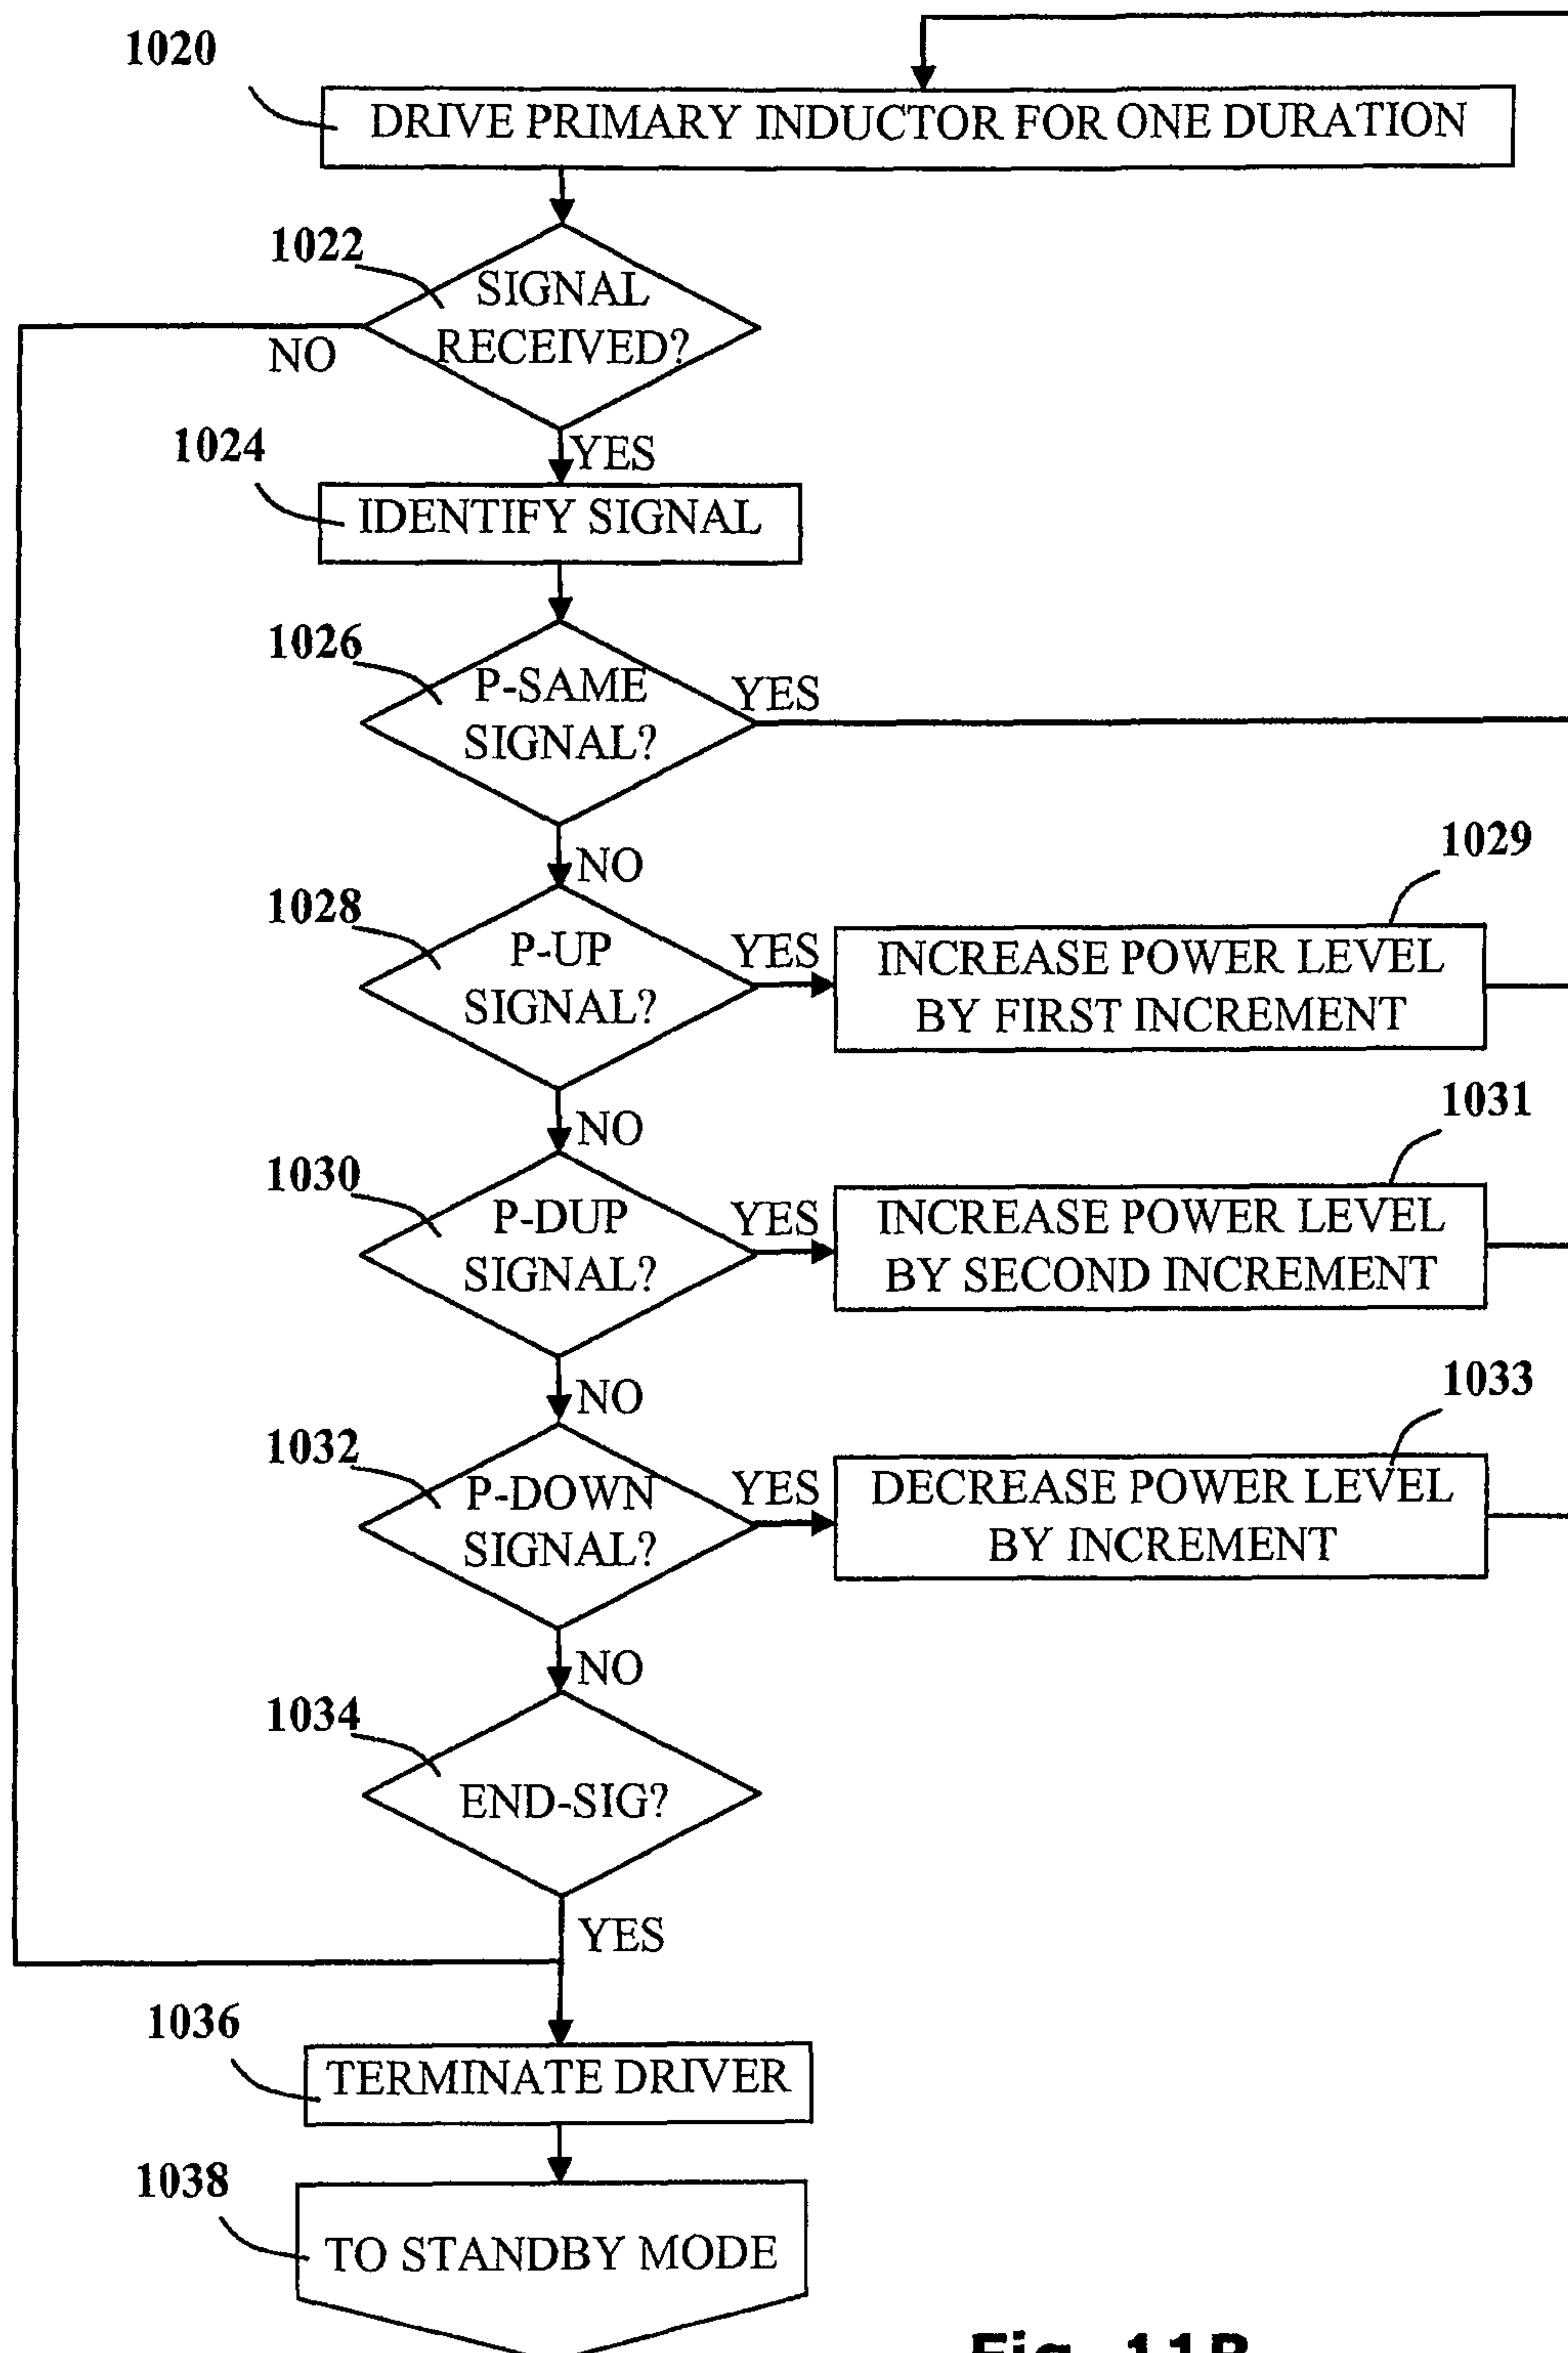 1020
DRIVE PRIMARY INDUCTOR FOR ONE DURATION
1022
SIGNAL
RECEIVED?
NO
YES
1024
IDENTIFY SIGNAL
1026
P-SAME
SIGNAL?
YES
NO
1028
P-UP
SIGNAL?
YES
1029
INCREASE POWER LEVEL
BY FIRST INCREMENT
NO
1030
P-DUP
SIGNAL?
YES
1031
INCREASE POWER LEVEL
BY SECOND INCREMENT
NO
1032
P-DOWN
SIGNAL?
YES
1033
DECREASE POWER LEVEL
BY INCREMENT
NO
1034
END-SIG?
YES
1036
TERMINATE DRIVER
1038
TO STANDBY MODE
Fig. 11B